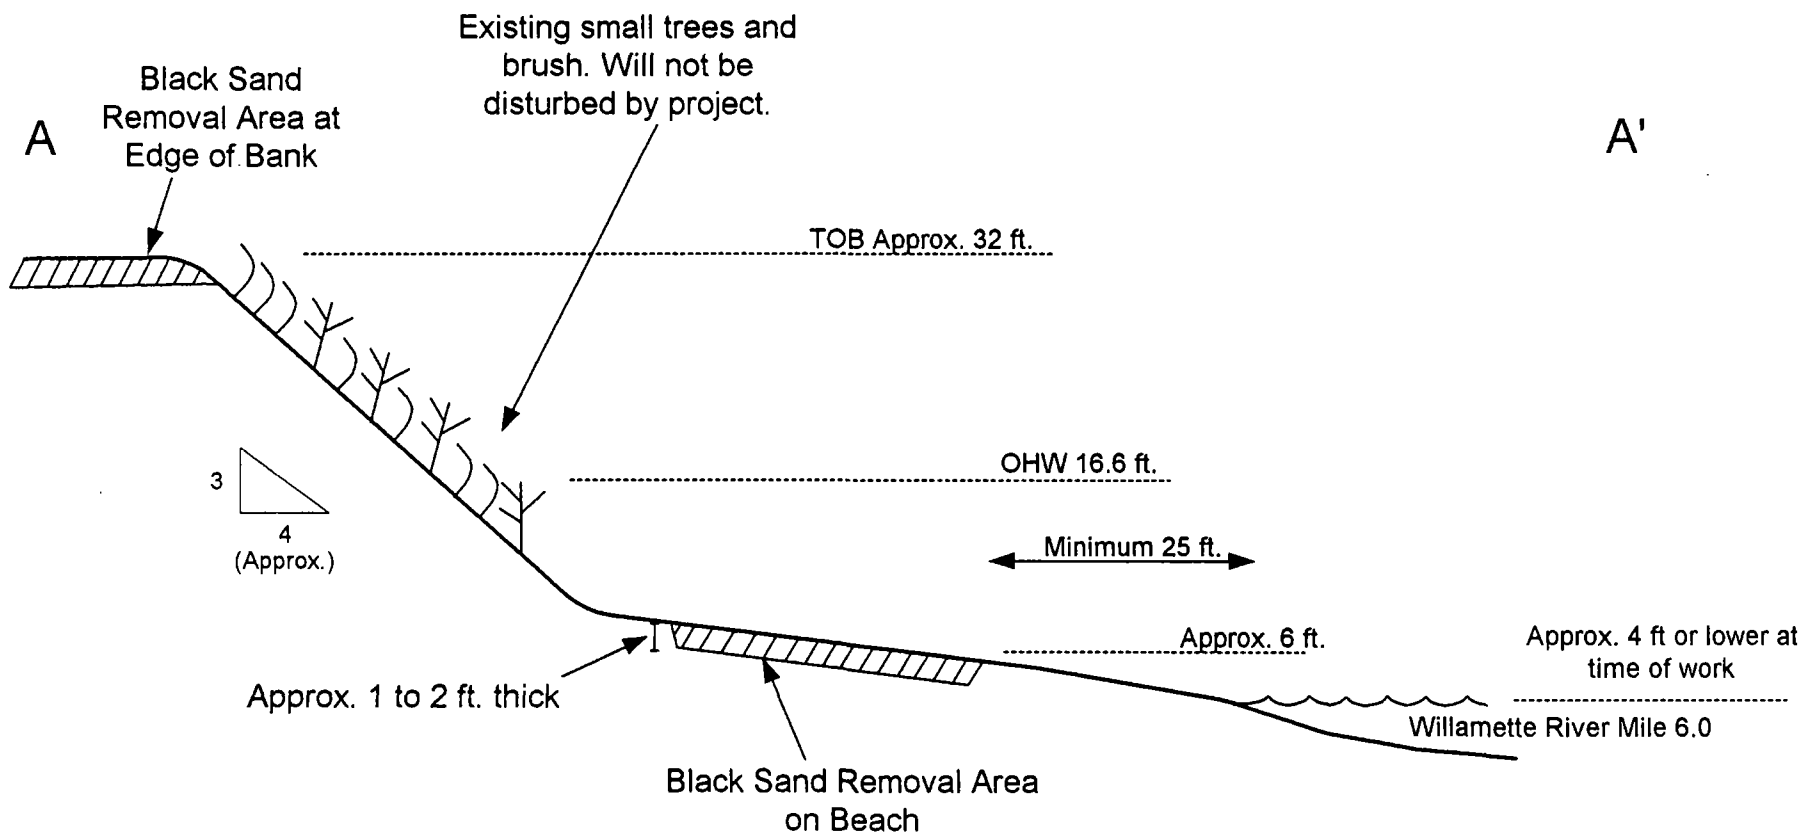 Existing small trees and
brush. Will not be
disturbed by project.
Black Sand
Removal Area at
Edge of Bank
A
A'
TOB Approx. 32 ft.
OHW 16.6 ft.
3
4
(Approx.)
Minimum 25 ft.
Approx. 6 ft.
Approx. 4 ft or lower at
time of work
Approx. 1 to 2 ft. thick
Willamette River Mile 6.0
Black Sand Removal Area
on Beach